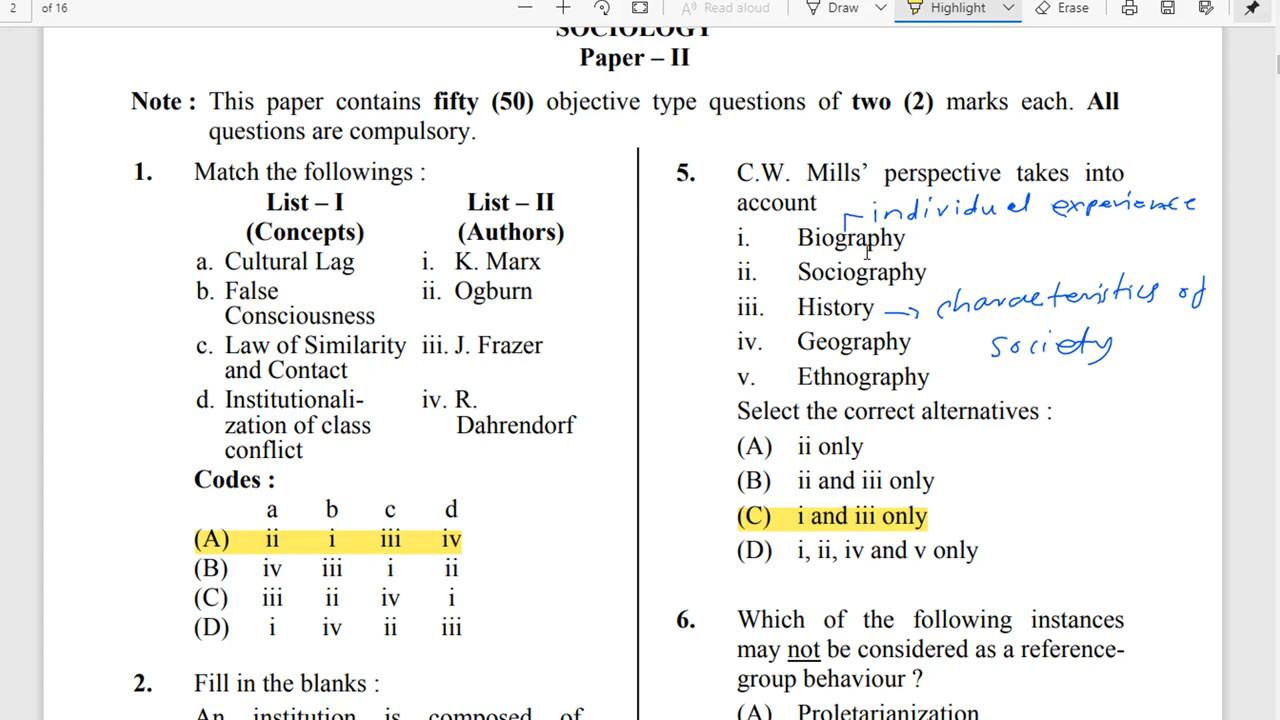 2 of 16 Read aloud Draw Highlight Erase
SOCIOLOGY
Paper – II
Note : This paper contains fifty (50) objective type questions of two (2) marks each. All
questions are compulsory.
1. Match the followings :
List – I List – II
(Concepts) (Authors)
a. Cultural Lag i. K. Marx
b. False ii. Ogburn
Consciousness
c. Law of Similarity iii. J. Frazer
and Contact
d. Institutionali- iv. R.
zation of class Dahrendorf
conflict
Codes :
a b c d
(A) ii i iii iv
(B) iv iii i ii
(C) iii ii iv i
(D) i iv ii iii
2. Fill in the blanks :
An institution is composed of
5. C.W. Mills’ perspective takes into
account
individual experience
i. Biography
ii. Sociography
iii. History → characteristics of
society
iv. Geography
v. Ethnography
Select the correct alternatives :
(A) ii only
(B) ii and iii only
(C) i and iii only
(D) i, ii, iv and v only
6. Which of the following instances
may not be considered as a reference-
group behaviour ?
(A) Proletarianization